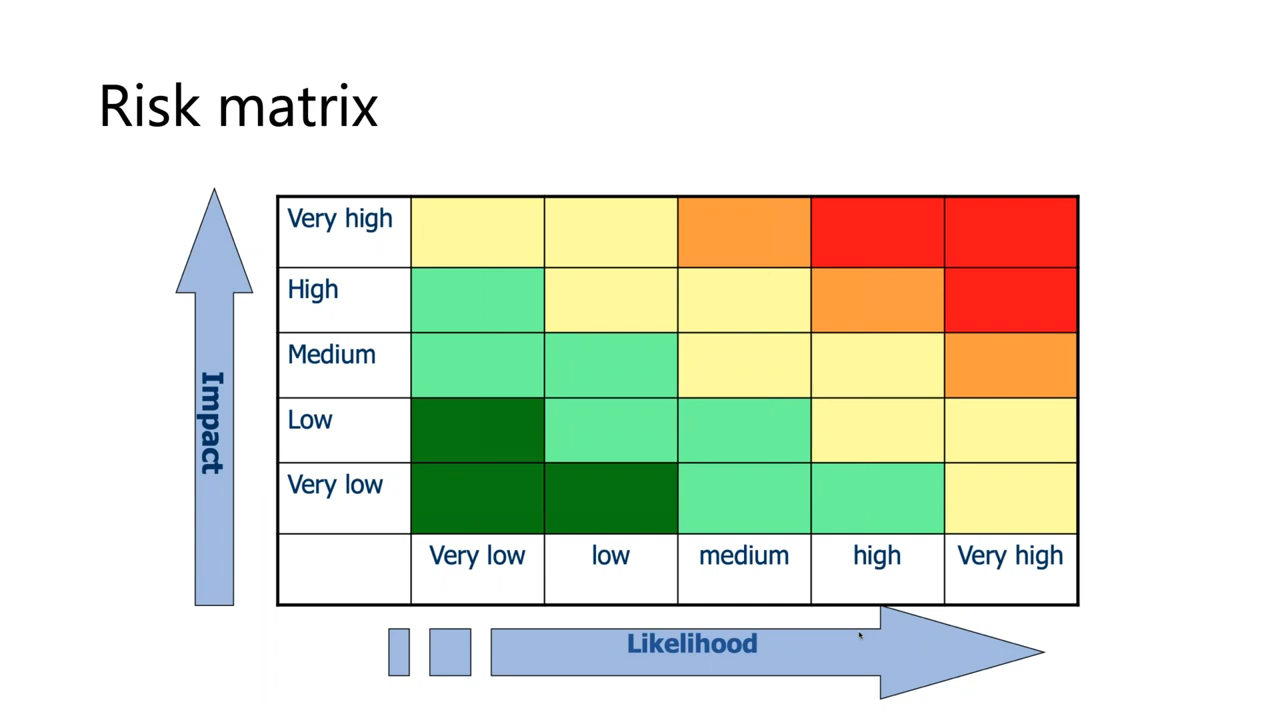 Risk matrix
Very high
High
Medium
Low
Very low
Very low low medium high Very high
Impact
Likelihood